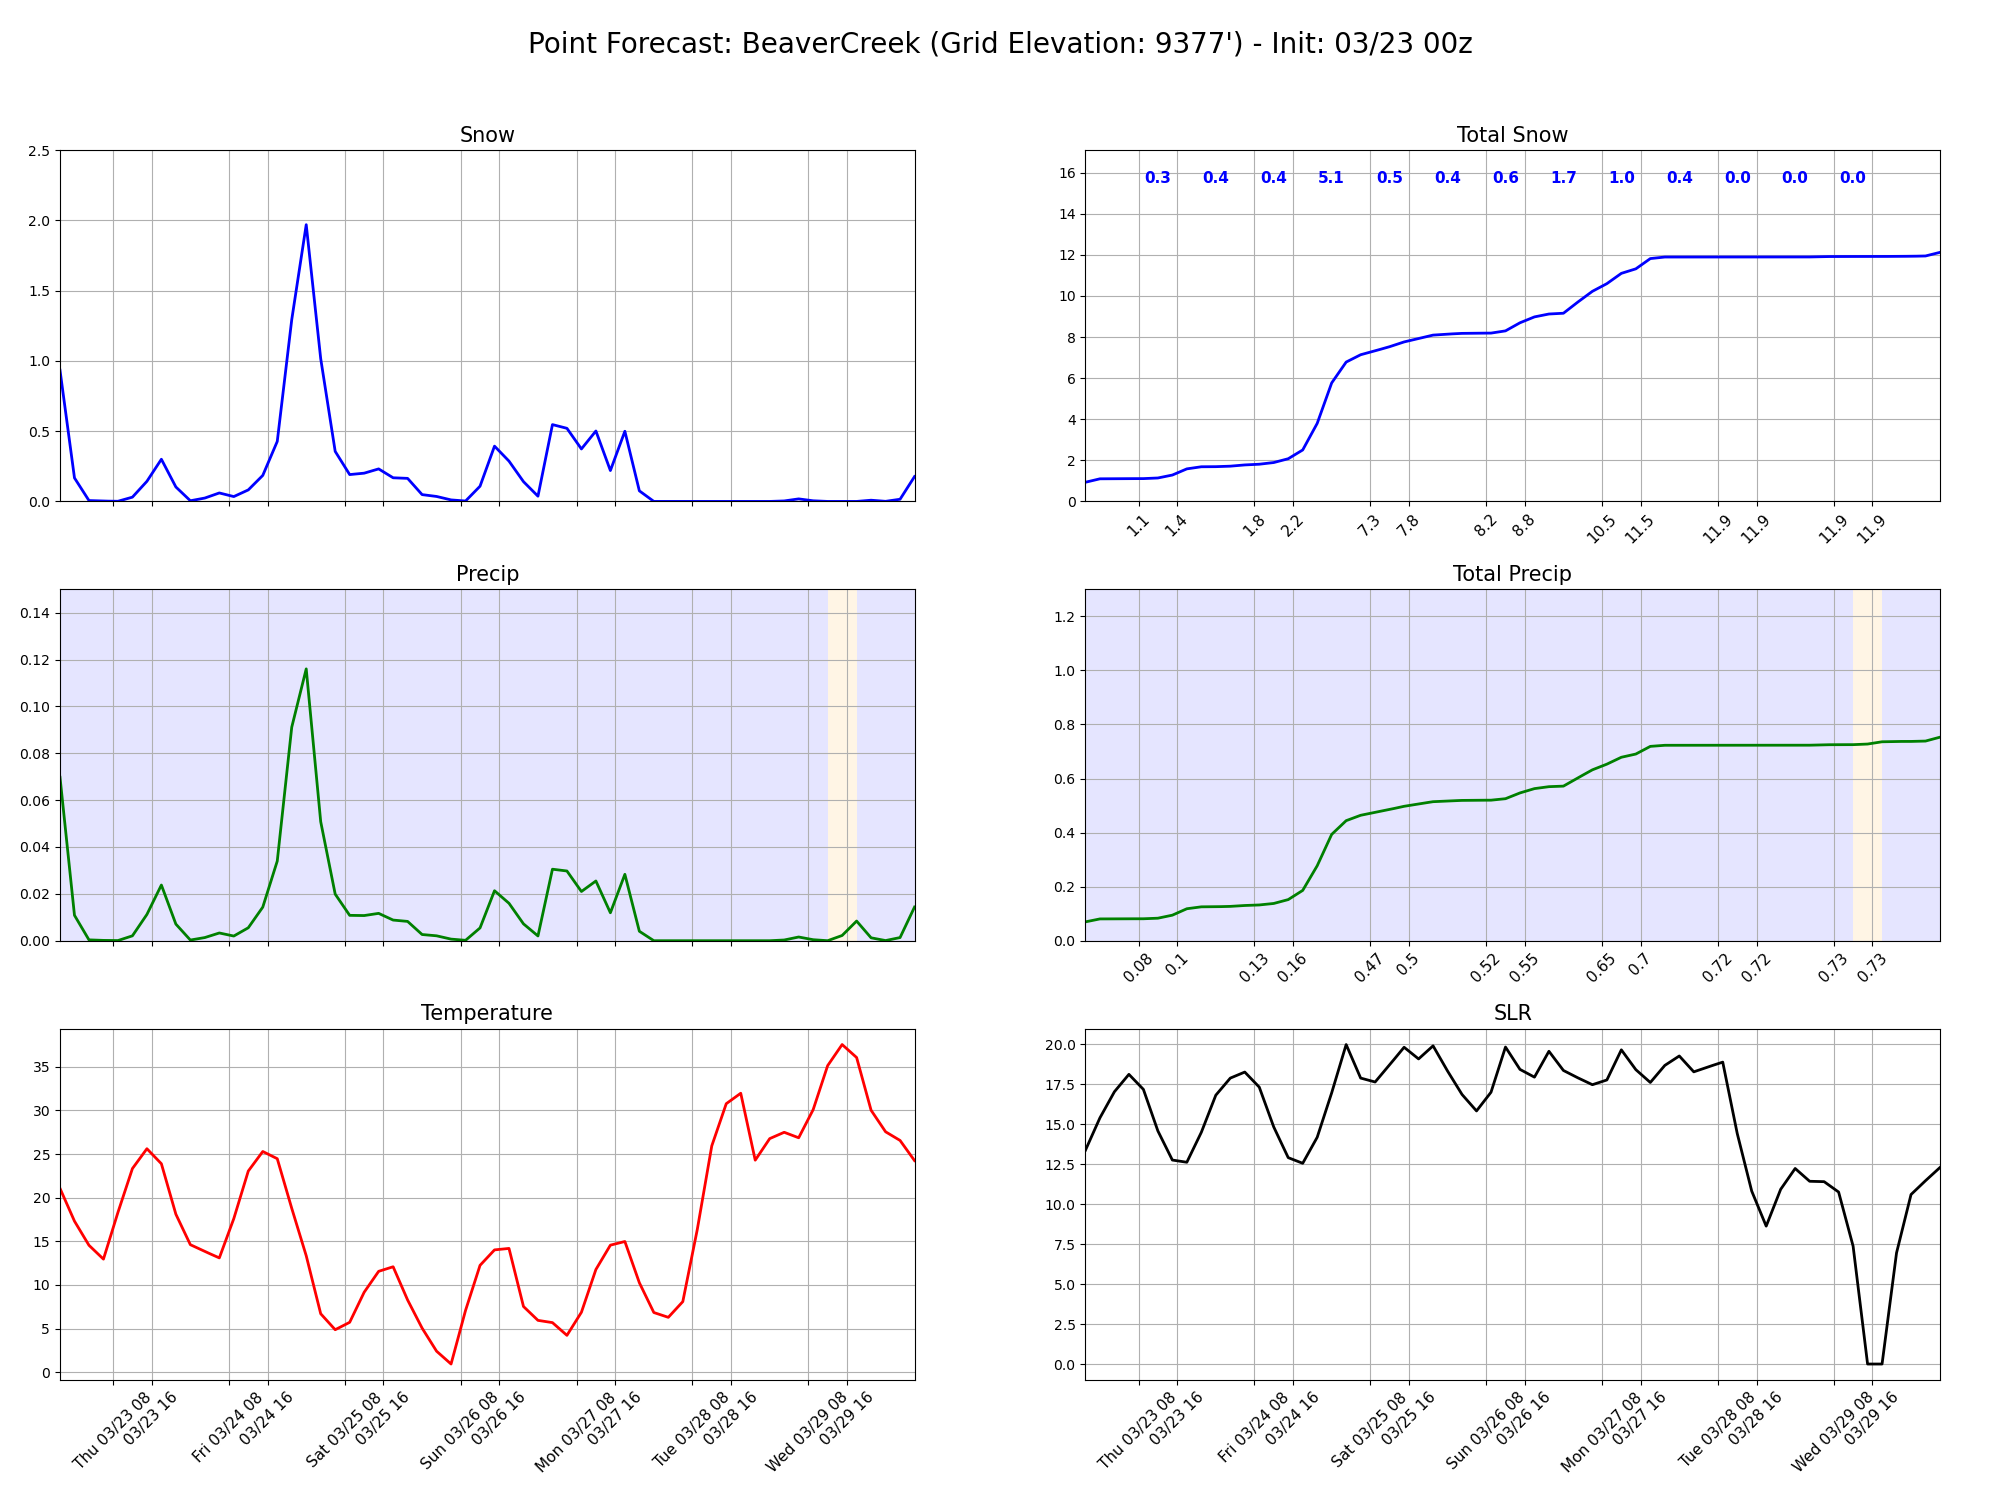 Point Forecast: BeaverCreek (Grid Elevation: 9377') - Init: 03/23 00z
Snow
2.5
2.0
1.5
1.0
0.5
0.0
Total Snow
0.3 0.4 0.4 5.1 0.5 0.4 0.6 1.7 1.0 0.4 0.0 0.0 0.0
16
14
12
10
8
6
4
2
0
1.1 1.4 1.8 2.2 7.3 7.8 8.2 8.8 10.5 11.5 11.9 11.9 11.9 11.9
Precip
0.14
0.12
0.10
0.08
0.06
0.04
0.02
0.00
Total Precip
1.2
1.0
0.8
0.6
0.4
0.2
0.0
0.08 0.1 0.13 0.16 0.47 0.5 0.52 0.55 0.65 0.7 0.72 0.72 0.73 0.73
Temperature
35
30
25
20
15
10
5
0
Thu 03/23 08
03/23 16
Fri 03/24 08
03/24 16
Sat 03/25 08
03/25 16
Sun 03/26 08
03/26 16
Mon 03/27 08
03/27 16
Tue 03/28 08
03/28 16
Wed 03/29 08
03/29 16
SLR
20.0
17.5
15.0
12.5
10.0
7.5
5.0
2.5
0.0
Thu 03/23 08
03/23 16
Fri 03/24 08
03/24 16
Sat 03/25 08
03/25 16
Sun 03/26 08
03/26 16
Mon 03/27 08
03/27 16
Tue 03/28 08
03/28 16
Wed 03/29 08
03/29 16